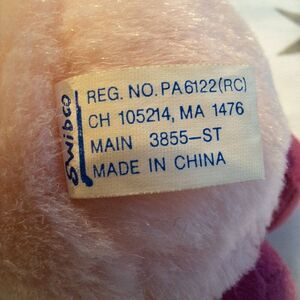 Swibco
REG. NO. PA6122(RC)
CH 105214, MA 1476
MAIN 3855-ST
MADE IN CHINA